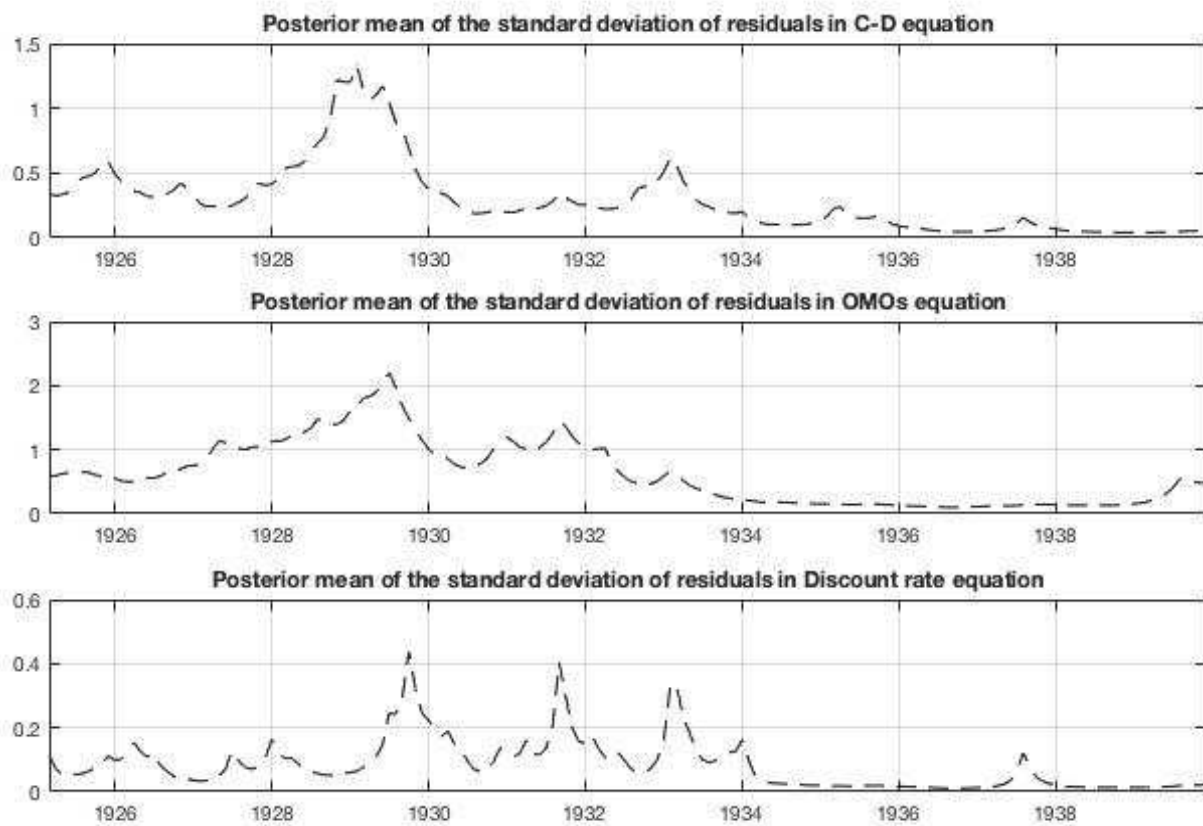 Posterior mean of the standard deviation of residuals in C-D equation
1.5
1
0.5
0
1926 1928 1930 1932 1934 1936 1938
Posterior mean of the standard deviation of residuals in OMOs equation
3
2
1
0
1926 1928 1930 1932 1934 1936 1938
Posterior mean of the standard deviation of residuals in Discount rate equation
0.6
0.4
0.2
0
1926 1928 1930 1932 1934 1936 1938